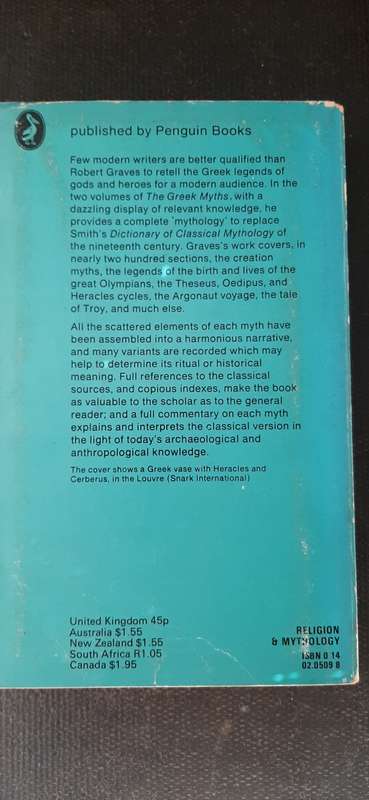 published by Penguin Books
Few modern writers are better qualified than
Robert Graves to retell the Greek legends of
gods and heroes for a modern audience. In the
two volumes of The Greek Myths, with a
dazzling display of relevant knowledge, he
provides a complete 'mythology' to replace
Smith's Dictionary of Classical Mythology of
the nineteenth century. Graves's work covers, in
nearly two hundred sections, the creation
myths, the legends of the birth and lives of the
great Olympians, the Theseus, Oedipus, and
Heracles cycles, the Argonaut voyage, the tale
of Troy, and much else.
All the scattered elements of each myth have
been assembled into a harmonious narrative,
and many variants are recorded which may
help to determine its ritual or historical
meaning. Full references to the classical
sources, and copious indexes, make the book
as valuable to the scholar as to the general
reader; and a full commentary on each myth
explains and interprets the classical version in
the light of today's archaeological and
anthropological knowledge.
The cover shows a Greek vase with Heracles and
Cerberus, in the Louvre (Snark International)
United Kingdom 45p
Australia $1.55
New Zealand $1.55
South Africa R1.05
Canada $1.95
RELIGION
& MYTHOLOGY
ISBN 0 14
02.0509 8